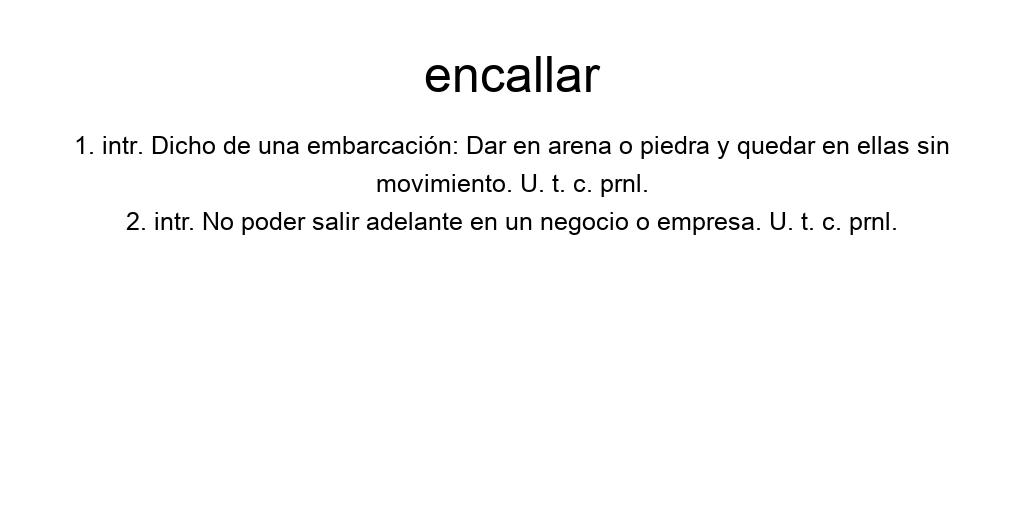 encallar
1. intr. Dicho de una embarcación: Dar en arena o piedra y quedar en ellas sin
movimiento. U. t. c. prnl.
2. intr. No poder salir adelante en un negocio o empresa. U. t. c. prnl.